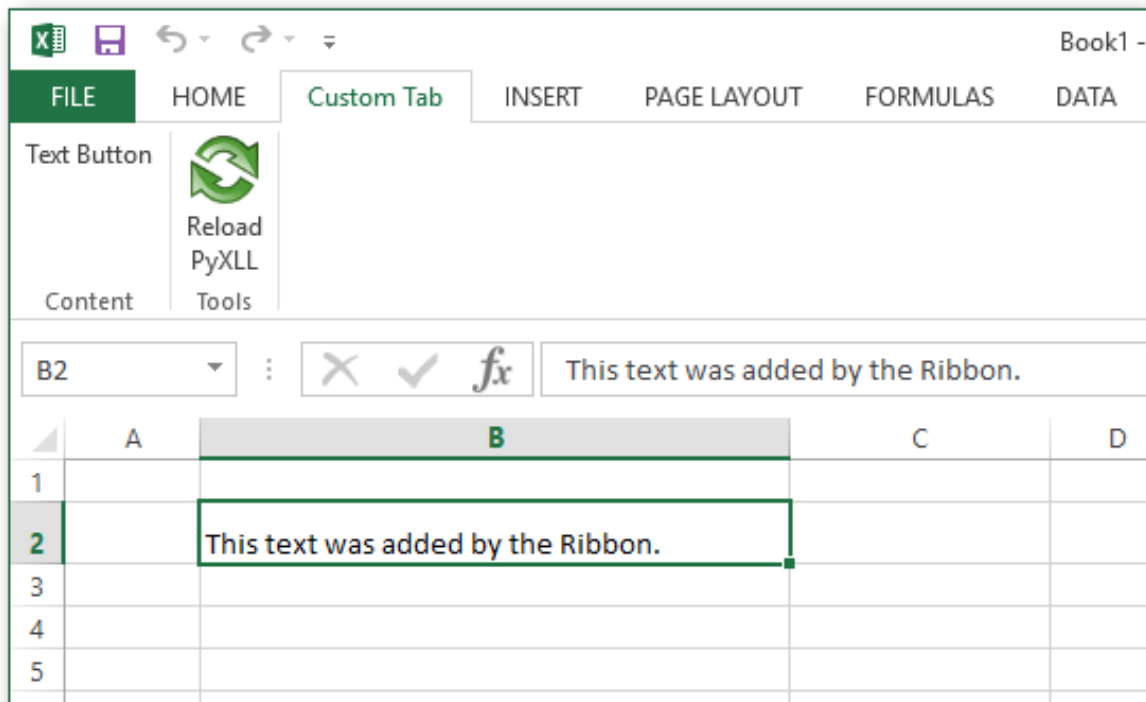 Book1 -
FILE HOME Custom Tab INSERT PAGE LAYOUT FORMULAS DATA
Text Button
Reload
PyXLL
Content Tools
B2 fx This text was added by the Ribbon.
A B C D
1
2 This text was added by the Ribbon.
3
4
5